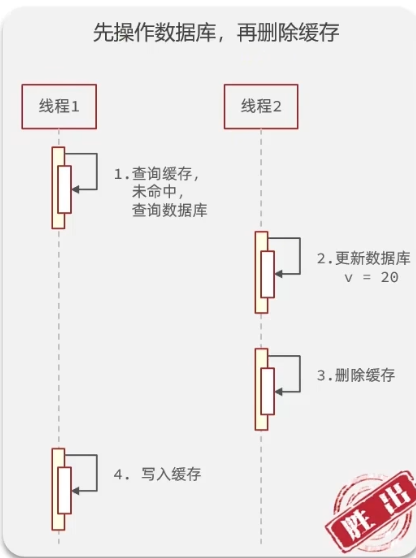 先操作数据库，再删除缓存
线程1
线程2
1.查询缓存，
未命中，
查询数据库
2.更新数据库
v = 20
3.删除缓存
4. 写入缓存
胜出